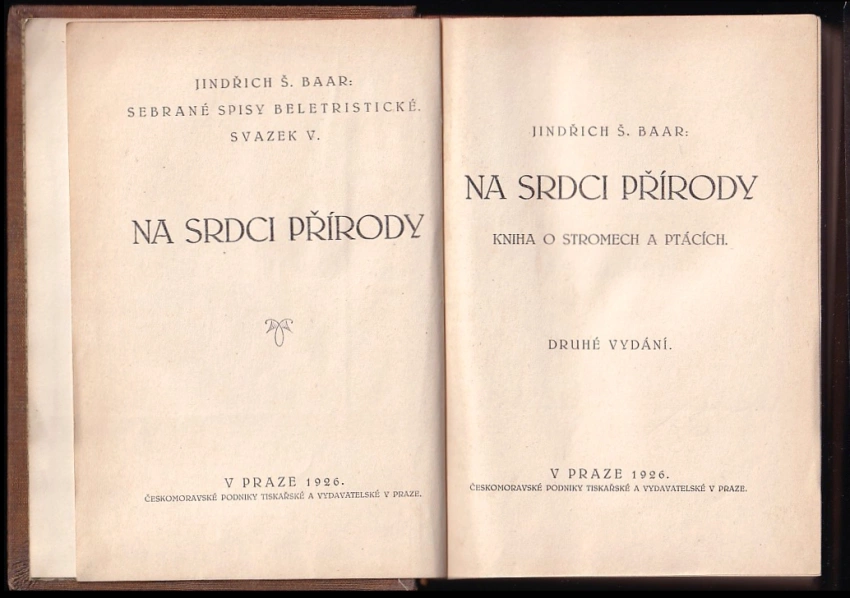 JINDŘICH Š. BAAR:
SEBRANÉ SPISY BELETRISTICKÉ.
SVAZEK V.
NA SRDCI PŘÍRODY
V PRAZE 1926.
ČESKOMORAVSKÉ PODNIKY TISKAŘSKÉ A VYDAVATELSKÉ V PRAZE.
JINDŘICH Š. BAAR:
NA SRDCI PŘÍRODY
KNIHA O STROMECH A PTÁCÍCH.
DRUHÉ VYDÁNÍ.
V PRAZE 1926.
ČESKOMORAVSKÉ PODNIKY TISKAŘSKÉ A VYDAVATELSKÉ V PRAZE.